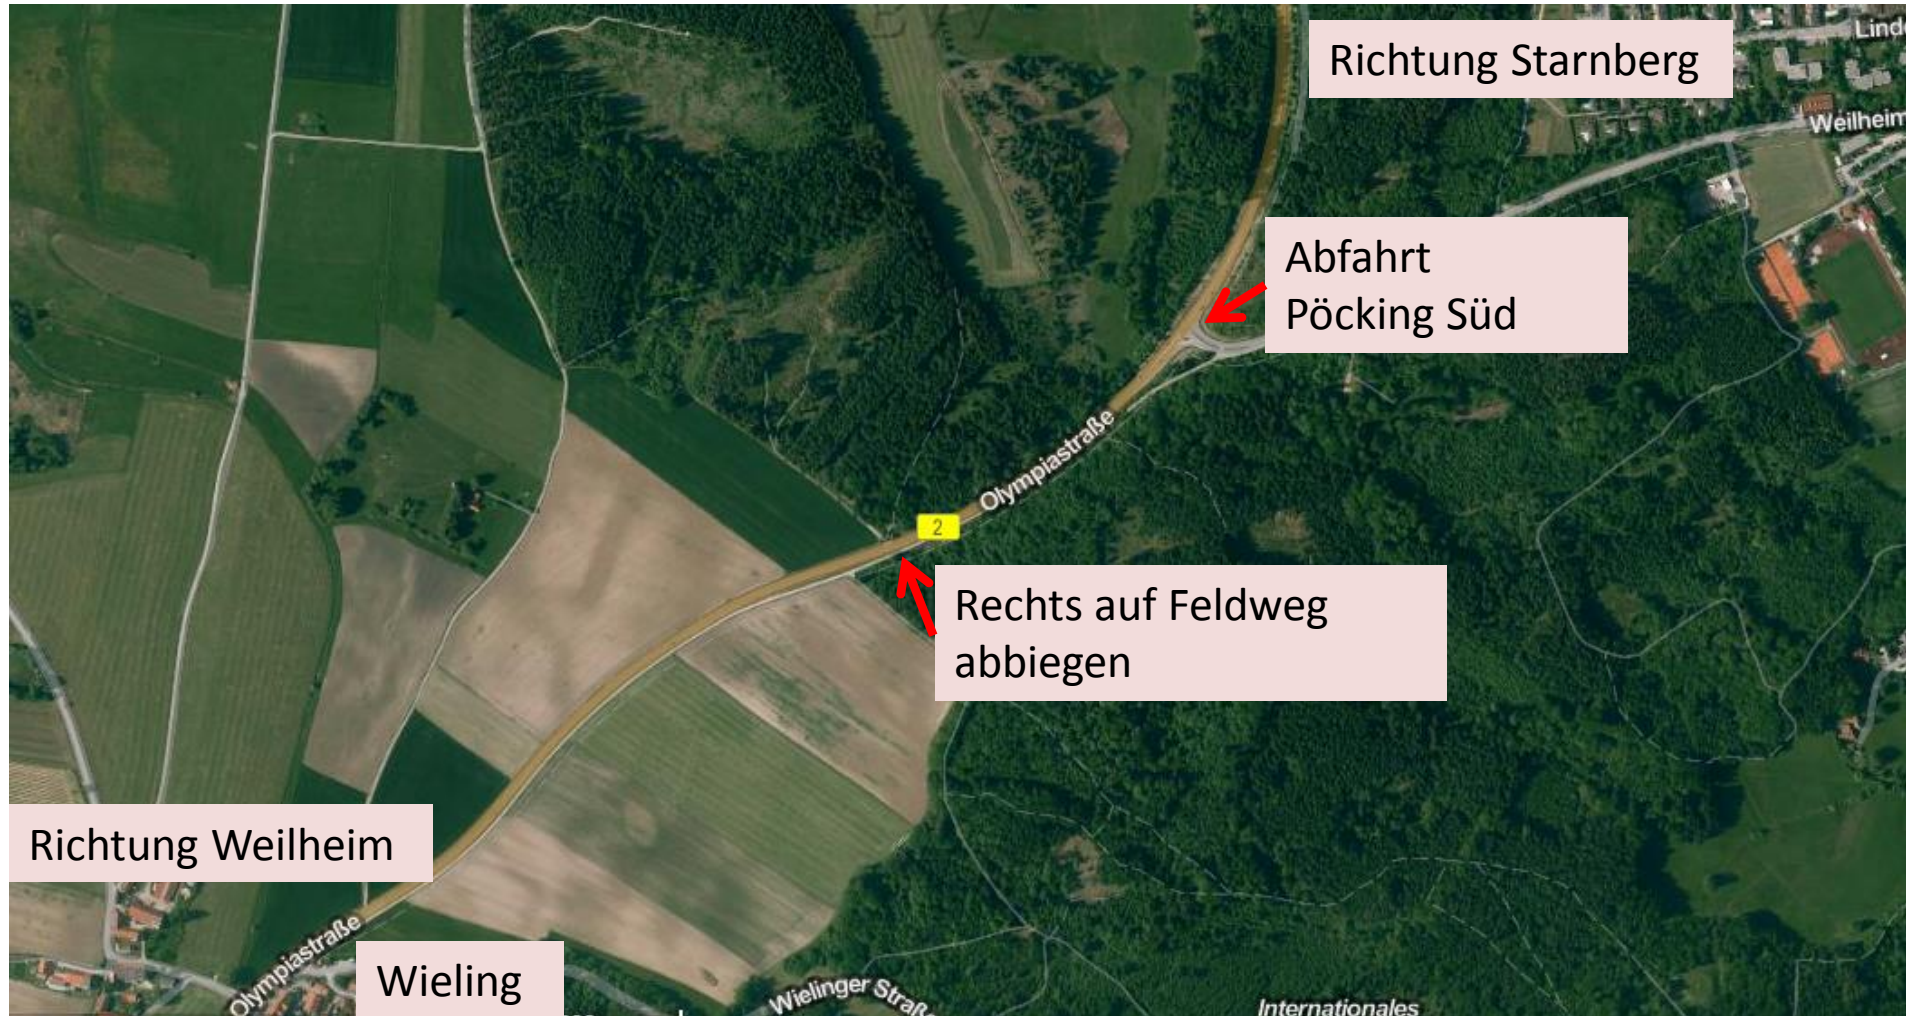 Richtung Starnberg
Weilheim
Abfahrt
Pöcking Süd
Olympiastraße
2
Rechts auf Feldweg
abbiegen
Richtung Weilheim
Olympiastraße
Wieling
Wielinger Straße
Internationales